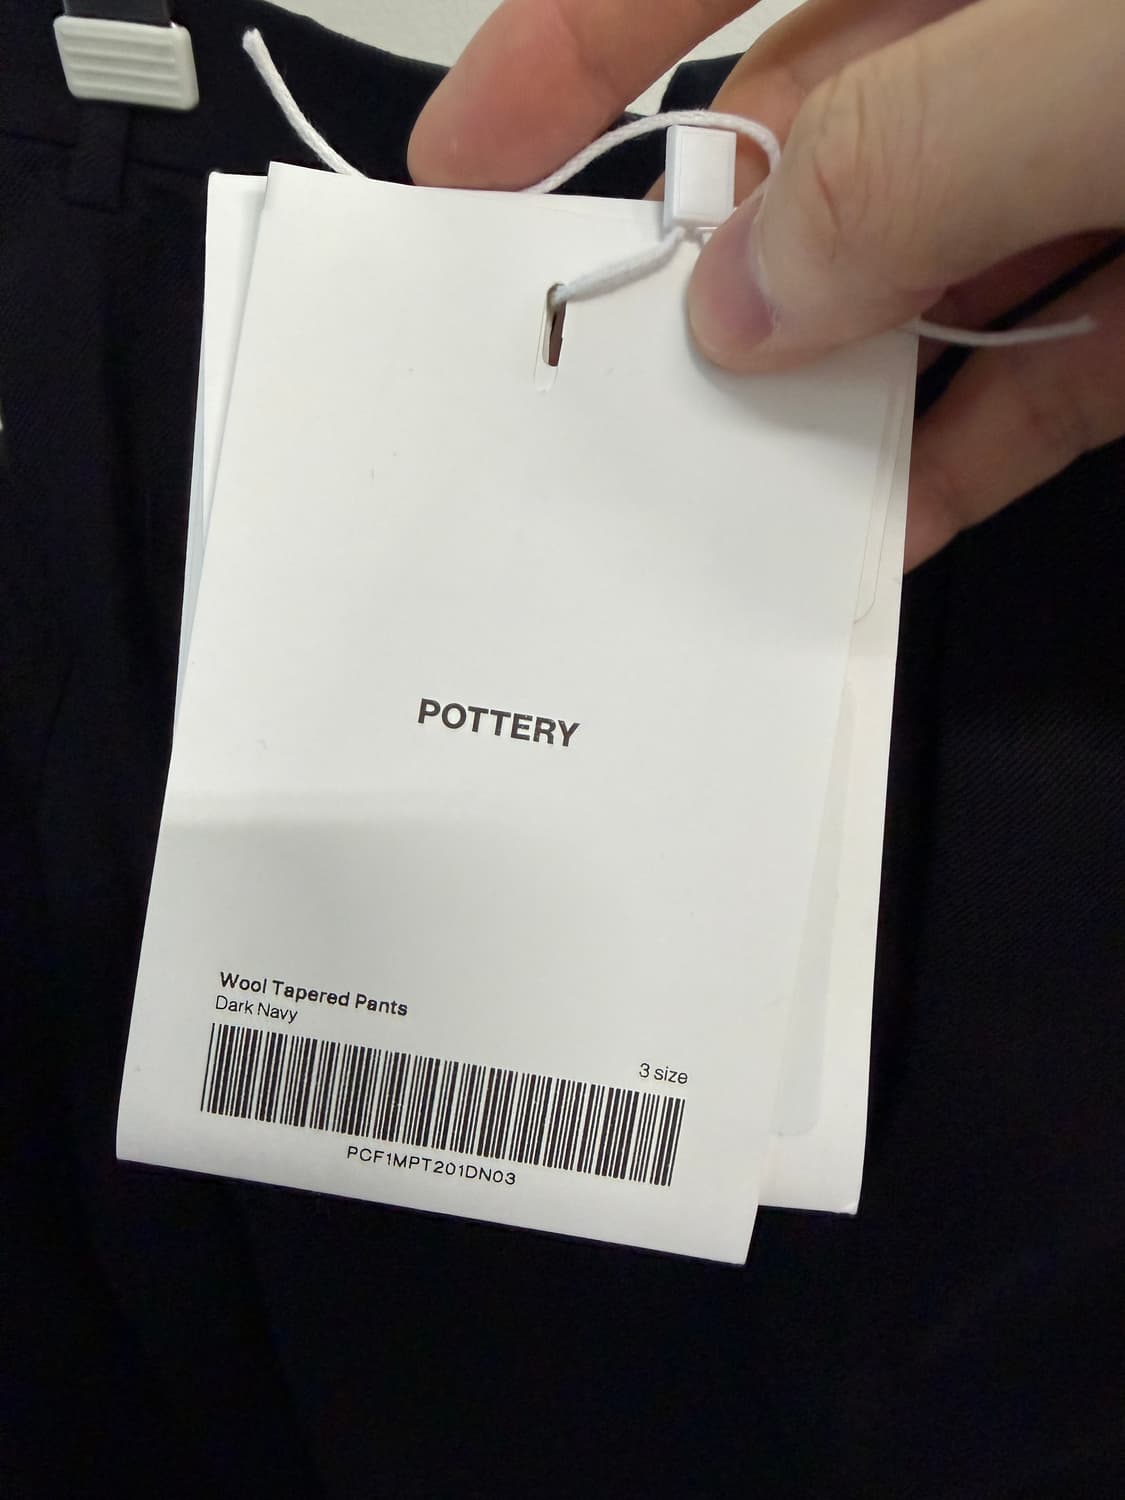 POTTERY
Wool Tapered Pants
Dark Navy
3 size
PCF1MPT201DN03